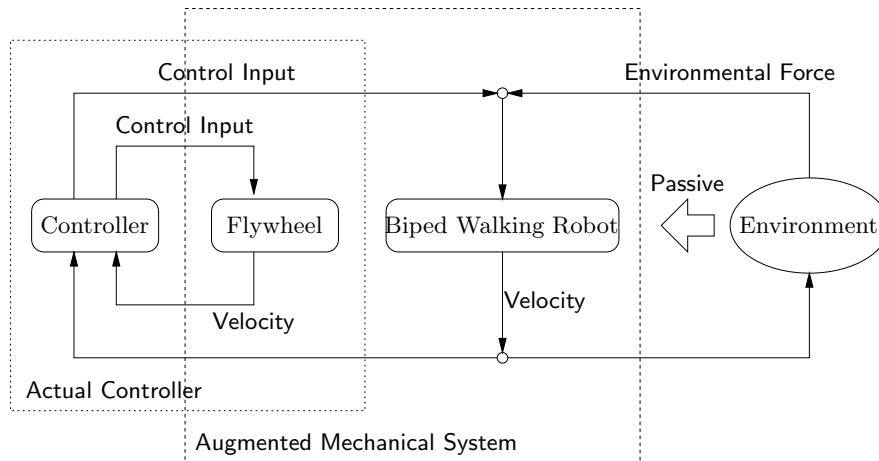 Control Input
Environmental Force
Control Input
Passive
Controller
Flywheel
Biped Walking Robot
Environment
Velocity
Velocity
Actual Controller
Augmented Mechanical System